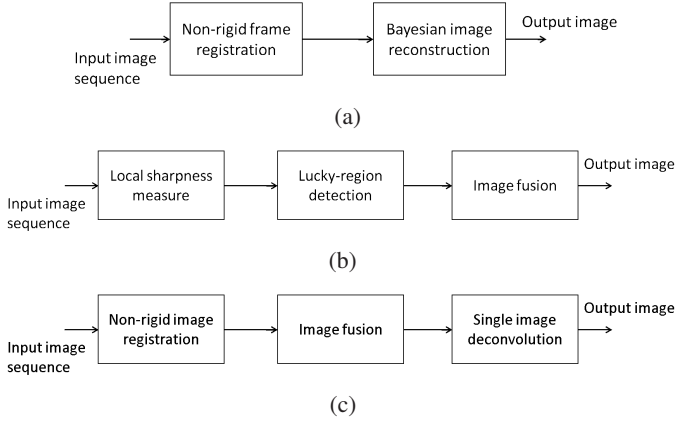 Input image
sequence
Non-rigid frame
registration
Bayesian image
reconstruction
Output image
(a)
Input image
sequence
Local sharpness
measure
Lucky-region
detection
Image fusion
Output image
(b)
Input image
sequence
Non-rigid image
registration
Image fusion
Single image
deconvolution
Output image
(c)